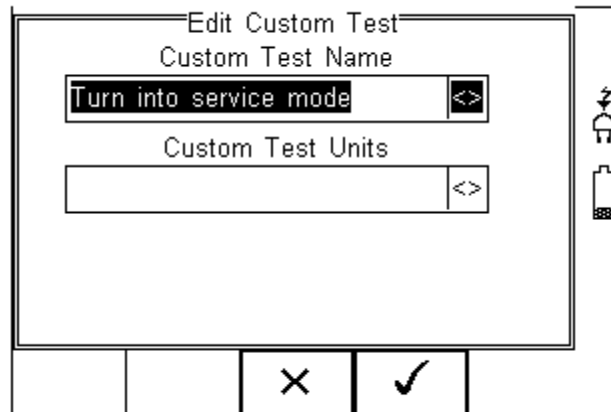 Edit Custom Test
Custom Test Name
Turn into service mode <>
Custom Test Units
<>